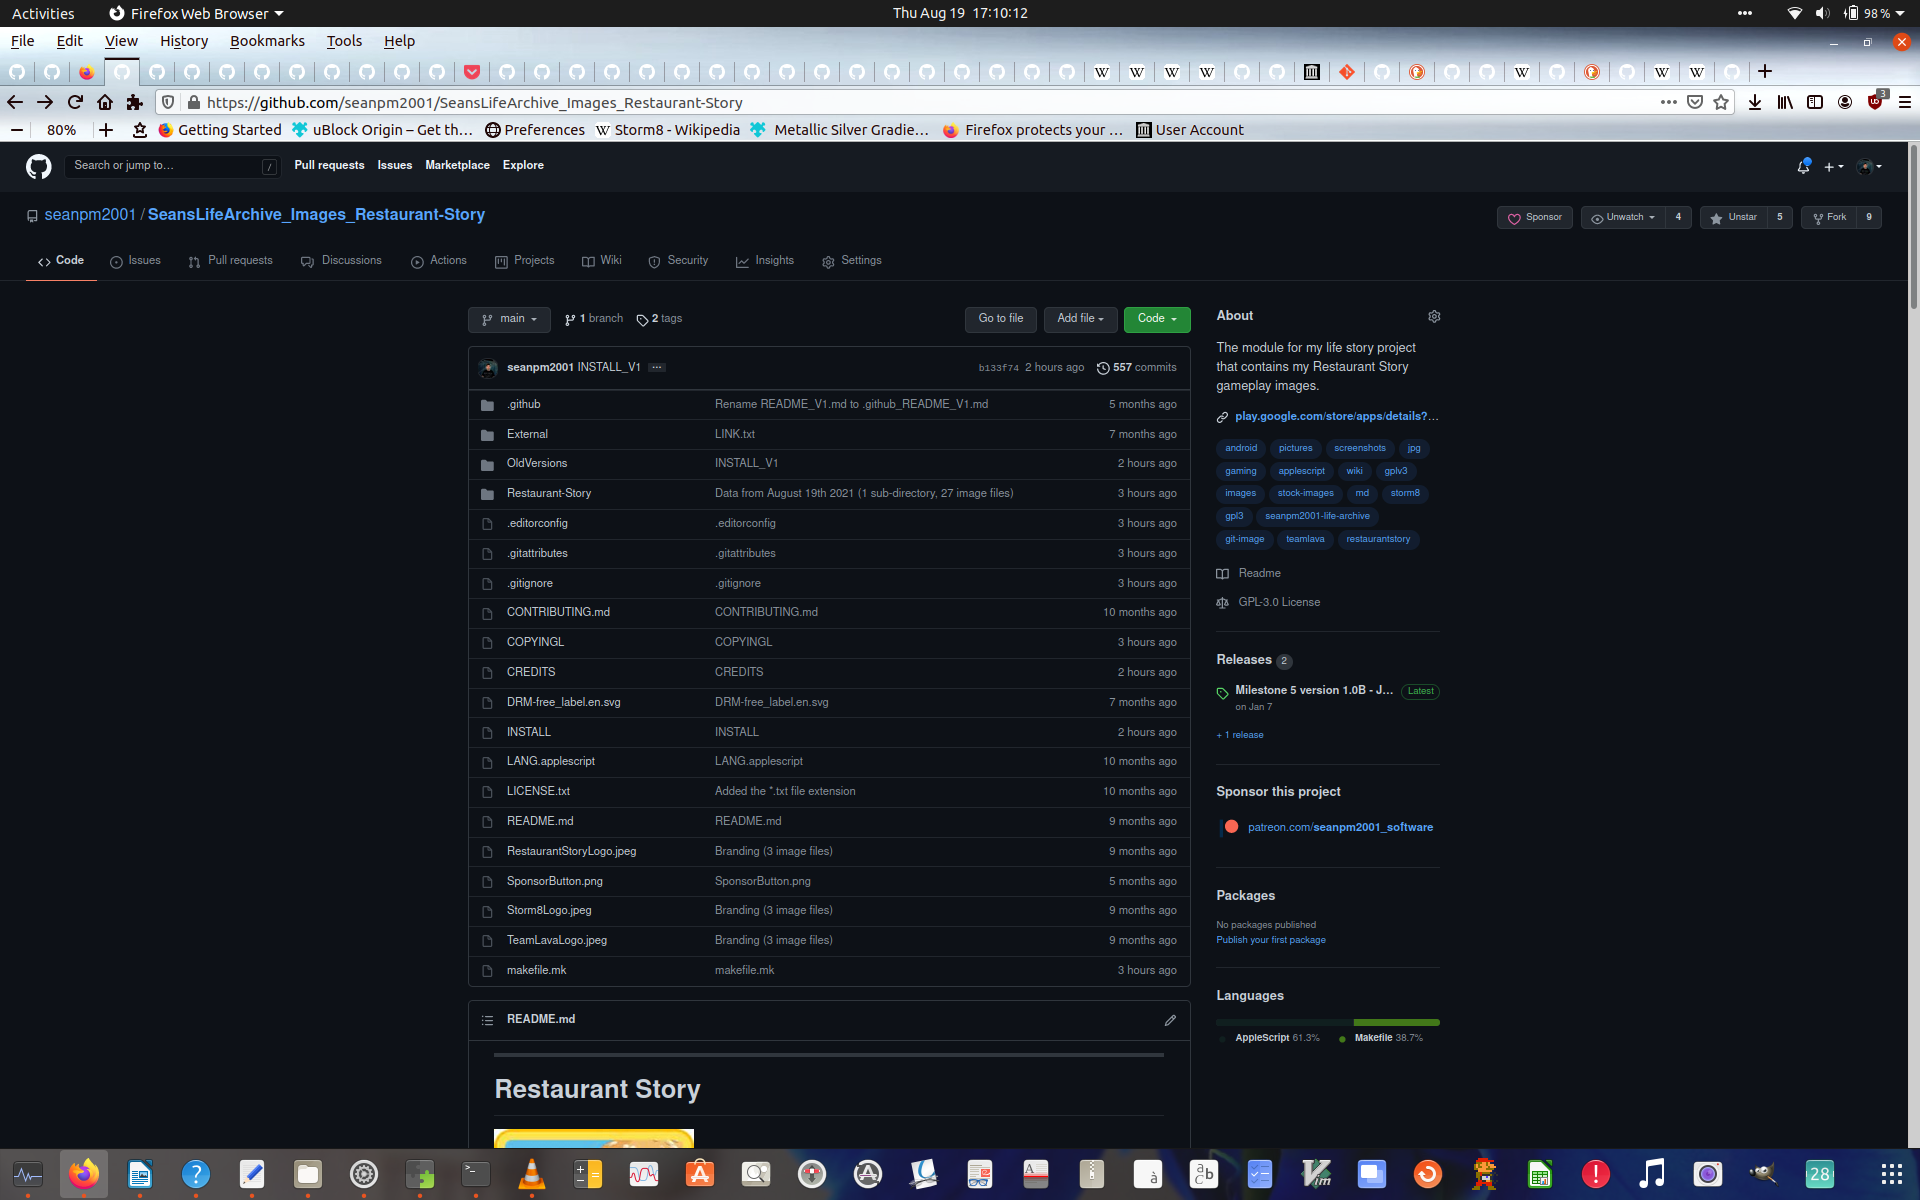 Activities Firefox Web Browser Thu Aug 19 17:10:12 98 %
File Edit View History Bookmarks Tools Help
https://github.com/seanpm2001/SeansLifeArchive_Images_Restaurant-Story 3
80% Getting Started uBlock Origin – Get th… Preferences Storm8 - Wikipedia Metallic Silver Gradie… Firefox protects your … User Account
Search or jump to… / Pull requests Issues Marketplace Explore
seanpm2001 / SeansLifeArchive_Images_Restaurant-Story Sponsor Unwatch 4 Unstar 5 Fork 9
Code Issues Pull requests Discussions Actions Projects Wiki Security Insights Settings
main 1 branch 2 tags Go to file Add file Code
seanpm2001 INSTALL_V1 … b133f74 2 hours ago 557 commits
.github Rename README_V1.md to .github_README_V1.md 5 months ago
External LINK.txt 7 months ago
OldVersions INSTALL_V1 2 hours ago
Restaurant-Story Data from August 19th 2021 (1 sub-directory, 27 image files) 3 hours ago
.editorconfig .editorconfig 3 hours ago
.gitattributes .gitattributes 3 hours ago
.gitignore .gitignore 3 hours ago
CONTRIBUTING.md CONTRIBUTING.md 10 months ago
COPYINGL COPYINGL 3 hours ago
CREDITS CREDITS 2 hours ago
DRM-free_label.en.svg DRM-free_label.en.svg 7 months ago
INSTALL INSTALL 2 hours ago
LANG.applescript LANG.applescript 10 months ago
LICENSE.txt Added the *.txt file extension 10 months ago
README.md README.md 9 months ago
RestaurantStoryLogo.jpeg Branding (3 image files) 9 months ago
SponsorButton.png SponsorButton.png 5 months ago
Storm8Logo.jpeg Branding (3 image files) 9 months ago
TeamLavaLogo.jpeg Branding (3 image files) 9 months ago
makefile.mk makefile.mk 3 hours ago
README.md
Restaurant Story
About
The module for my life story project
that contains my Restaurant Story
gameplay images.
play.google.com/store/apps/details?…
android pictures screenshots jpg
gaming applescript wiki gplv3
images stock-images md storm8
gpl3 seanpm2001-life-archive
git-image teamlava restaurantstory
Readme
GPL-3.0 License
Releases 2
Milestone 5 version 1.0B - J… Latest
on Jan 7
+ 1 release
Sponsor this project
patreon.com/seanpm2001_software
Packages
No packages published
Publish your first package
Languages
AppleScript 61.3% Makefile 38.7%
28